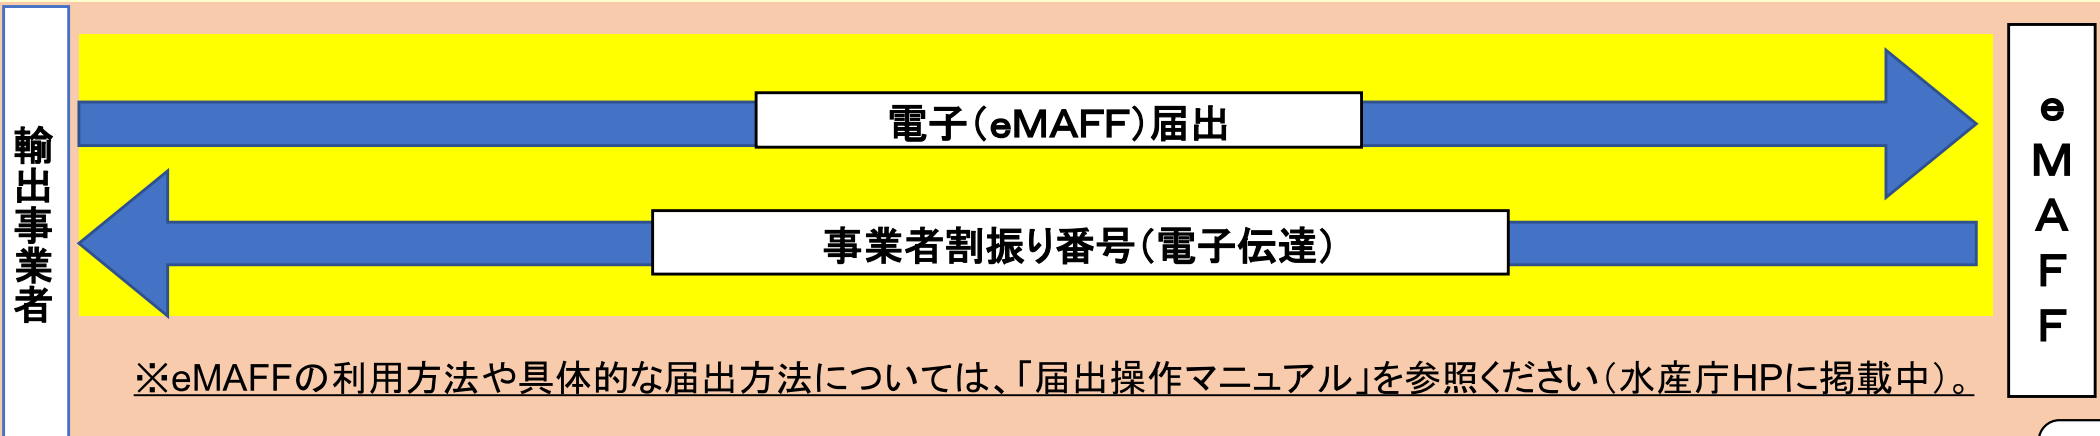 輸出事業者
電子（eMAFF）届出
事業者割振り番号（電子伝達）
eMAFF
※eMAFFの利用方法や具体的な届出方法については、「届出操作マニュアル」を参照ください（水産庁HPに掲載中）。